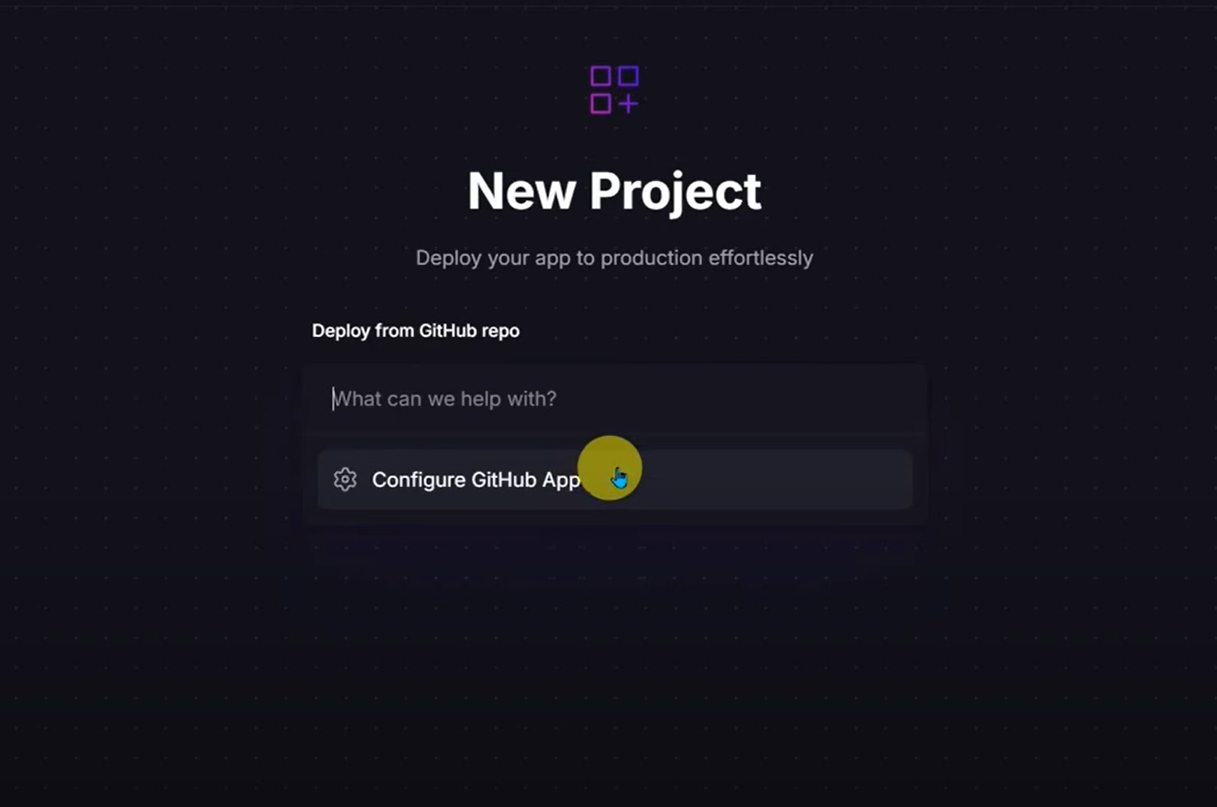 New Project
Deploy your app to production effortlessly
Deploy from GitHub repo
What can we help with?
Configure GitHub App